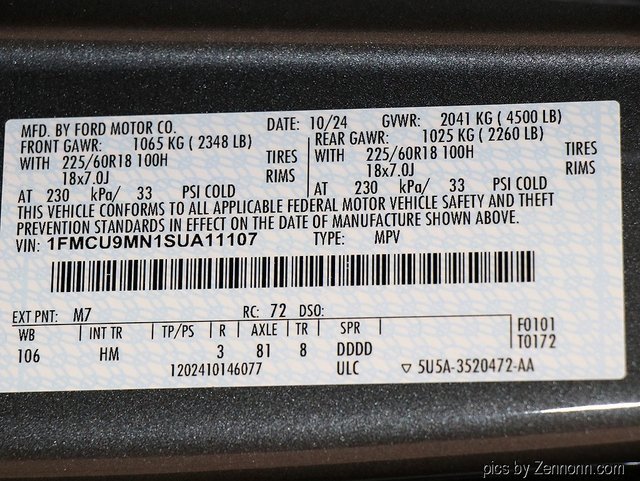 MFD. BY FORD MOTOR CO. DATE: 10/24 GVWR: 2041 KG ( 4500 LB)
FRONT GAWR: 1065 KG ( 2348 LB) REAR GAWR: 1025 KG ( 2260 LB)
WITH 225/60R18 100H TIRES WITH 225/60R18 100H TIRES
18x7.0J RIMS 18x7.0J RIMS
AT 230 kPa/ 33 PSI COLD AT 230 kPa/ 33 PSI COLD
THIS VEHICLE CONFORMS TO ALL APPLICABLE FEDERAL MOTOR VEHICLE SAFETY AND THEFT
PREVENTION STANDARDS IN EFFECT ON THE DATE OF MANUFACTURE SHOWN ABOVE.
VIN: 1FMCU9MN1SUA11107 TYPE: MPV
EXT PNT: M7 RC: 72 DSO:
WB INT TR TP/PS R AXLE TR SPR F0101
106 HM 3 81 8 DDDD T0172
1202410146077 ULC ▽ 5U5A-3520472-AA
pics by Zennonn.com